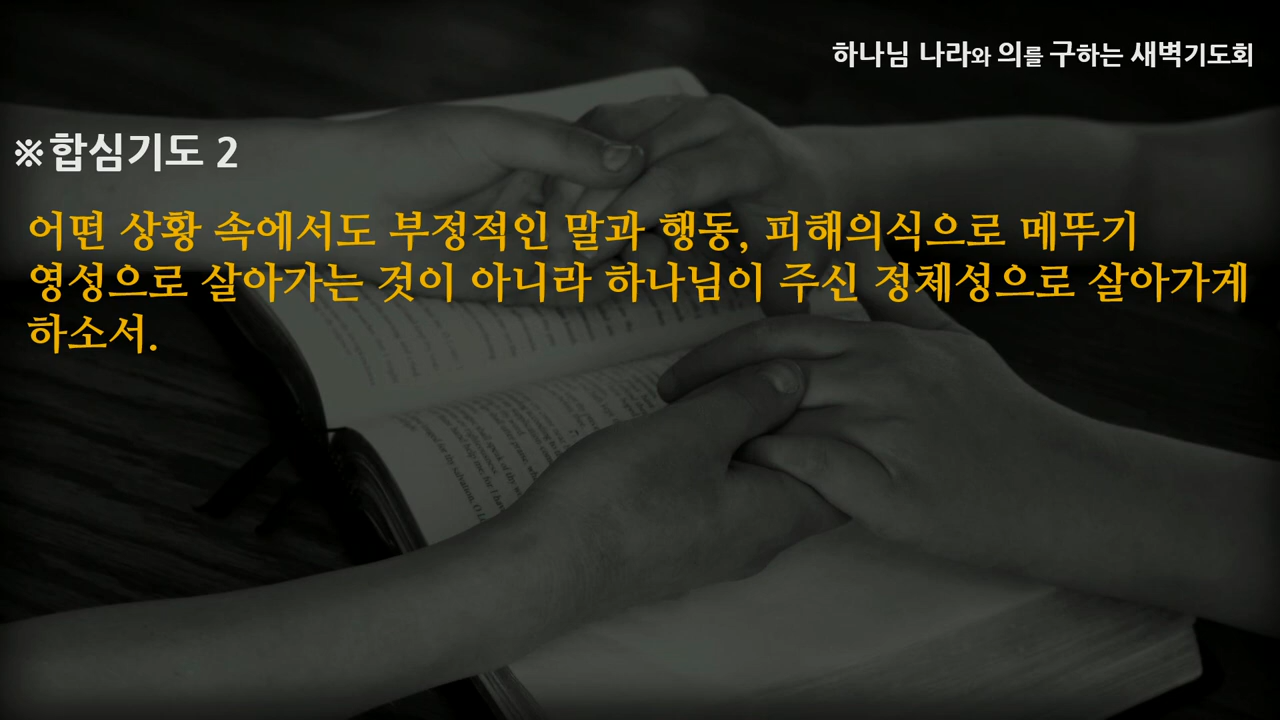 하나님 나라와 의를 구하는 새벽기도회
※합심기도 2
어떤 상황 속에서도 부정적인 말과 행동, 피해의식으로 메뚜기
영성으로 살아가는 것이 아니라 하나님이 주신 정체성으로 살아가게
하소서.